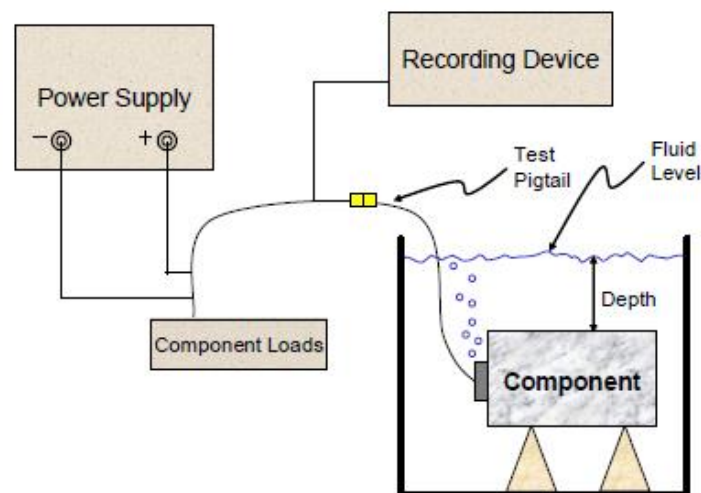 Power Supply
− +
Recording Device
Test
Pigtail
Fluid
Level
Depth
Component Loads
Component